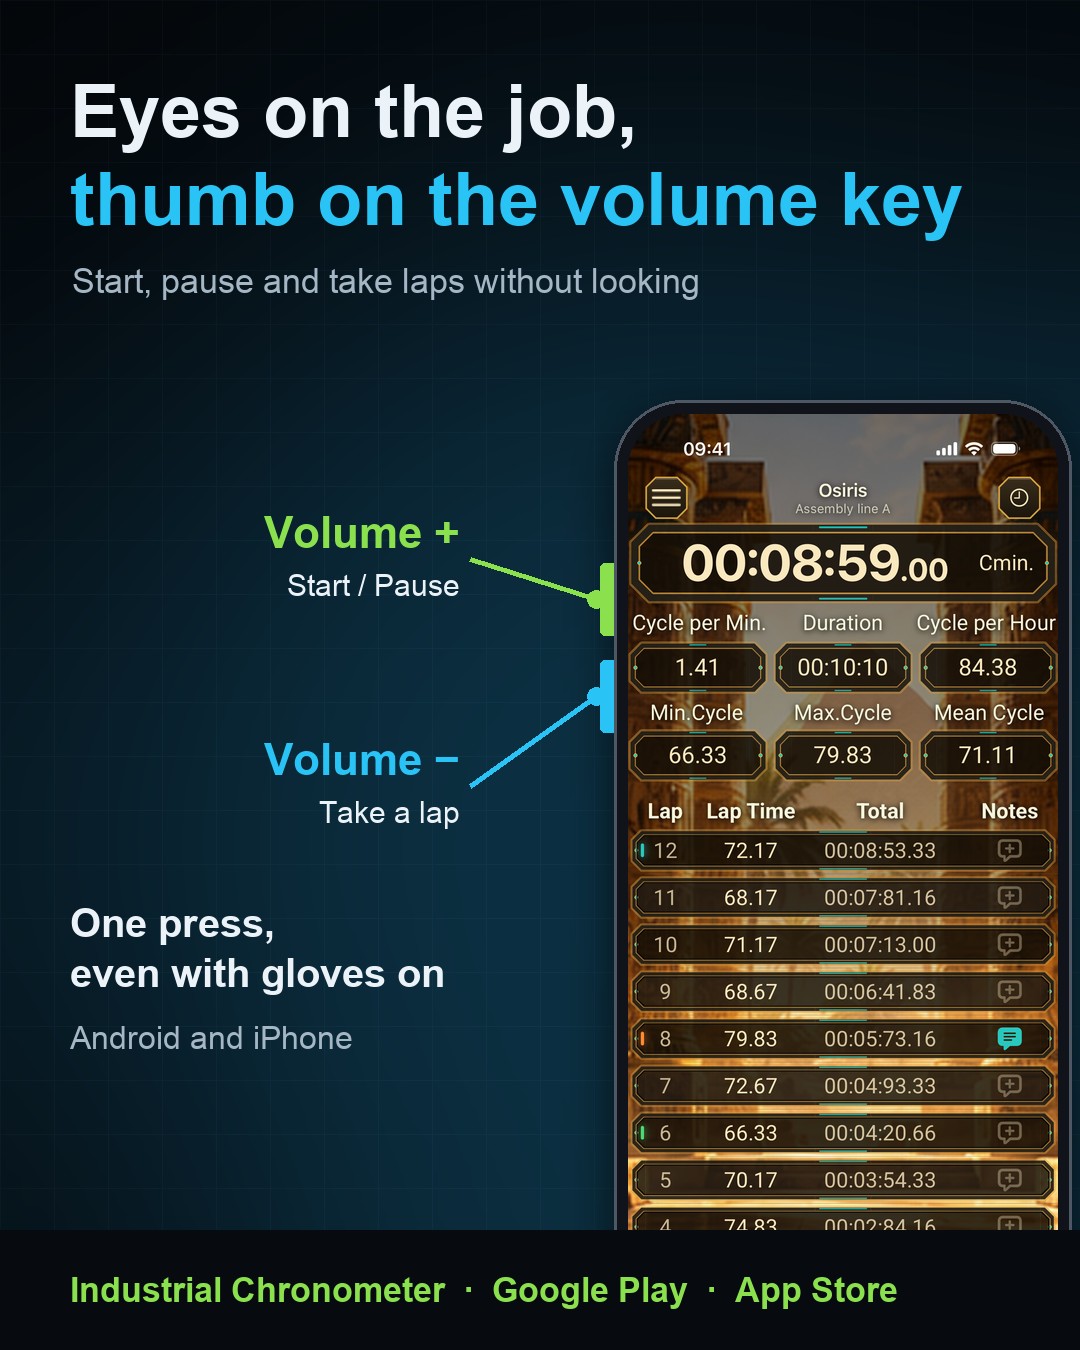 Eyes on the job,
thumb on the volume key
Start, pause and take laps without looking
09:41
Osiris
Assembly line A
00:08:59.00 Cmin.
Cycle per Min. Duration Cycle per Hour
1.41 00:10:10 84.38
Min.Cycle Max.Cycle Mean Cycle
66.33 79.83 71.11
Lap Lap Time Total Notes
12 72.17 00:08:53.33
11 68.17 00:07:81.16
10 71.17 00:07:13.00
9 68.67 00:06:41.83
8 79.83 00:05:73.16
7 72.67 00:04:93.33
6 66.33 00:04:20.66
5 70.17 00:03:54.33
4 74.83 00:02:84.16
Volume +
Start / Pause
Volume −
Take a lap
One press,
even with gloves on
Android and iPhone
Industrial Chronometer · Google Play · App Store